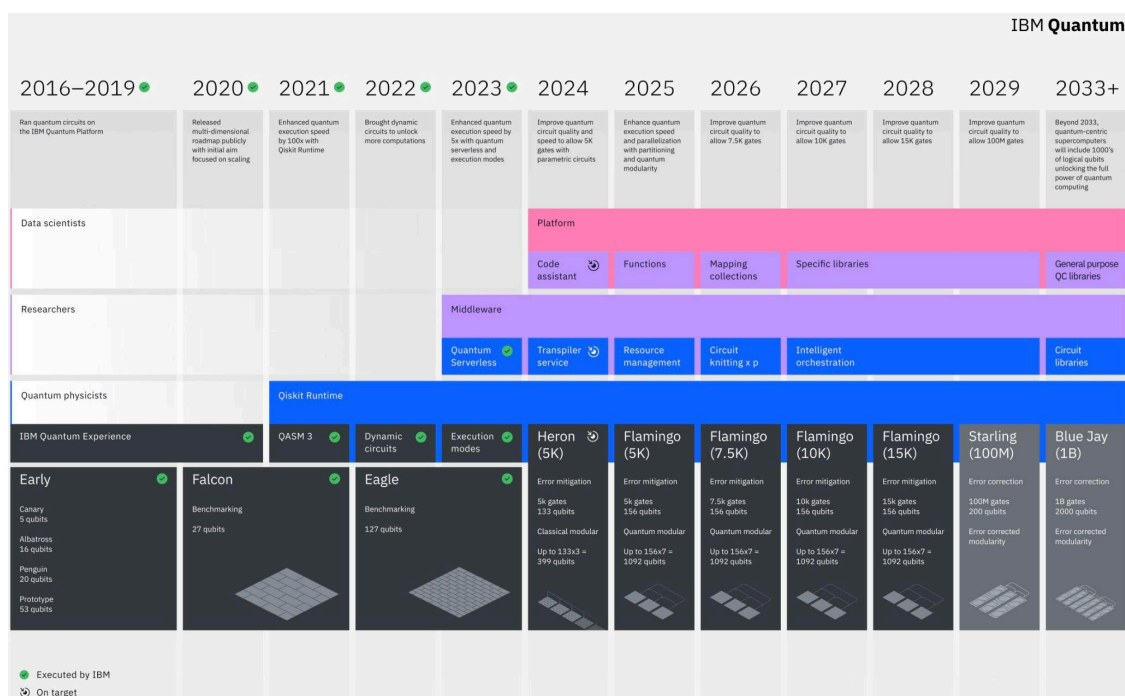 IBM Quantum
2016–2019
2020
2021
2022
2023
2024
2025
2026
2027
2028
2029
2033+
Ran quantum circuits on
the IBM Quantum Platform
Released
multi-dimensional
roadmap publicly
with initial aim
focused on scaling
Enhanced quantum
execution speed
by 100x with
Qiskit Runtime
Brought dynamic
circuits to unlock
more computations
Enhanced quantum
execution speed by
5x with quantum
serverless and
execution modes
Improve quantum
circuit quality and
speed to allow 5K
gates with
parametric circuits
Enhance quantum
execution speed
and parallelization
with partitioning
and quantum
modularity
Improve quantum
circuit quality to
allow 7.5K gates
Improve quantum
circuit quality to
allow 10K gates
Improve quantum
circuit quality to
allow 15K gates
Improve quantum
circuit quality to
allow 100M gates
Beyond 2033,
quantum-centric
supercomputers
will include 1000's
of logical qubits
unlocking the full
power of quantum
computing
Data scientists
Platform
Code
assistant
Functions
Mapping
collections
Specific libraries
General purpose
QC libraries
Researchers
Middleware
Quantum
Serverless
Transpiler
service
Resource
management
Circuit
knitting x p
Intelligent
orchestration
Circuit
libraries
Quantum physicists
Qiskit Runtime
IBM Quantum Experience
QASM 3
Dynamic
circuits
Execution
modes
Heron
(5K)
Error mitigation
5k gates
133 qubits
Classical modular
Up to 133x3 =
399 qubits
Flamingo
(5K)
Error mitigation
5k gates
156 qubits
Quantum modular
Up to 156x7 =
1092 qubits
Flamingo
(7.5K)
Error mitigation
7.5k gates
156 qubits
Quantum modular
Up to 156x7 =
1092 qubits
Flamingo
(10K)
Error mitigation
10k gates
156 qubits
Quantum modular
Up to 156x7 =
1092 qubits
Flamingo
(15K)
Error mitigation
15k gates
156 qubits
Quantum modular
Up to 156x7 =
1092 qubits
Starling
(100M)
Error correction
100M gates
200 qubits
Error corrected
modularity
Blue Jay
(1B)
Error correction
1B gates
2000 qubits
Error corrected
modularity
Early
Canary
5 qubits
Albatross
16 qubits
Penguin
20 qubits
Prototype
53 qubits
Falcon
Benchmarking
27 qubits
Eagle
Benchmarking
127 qubits
Executed by IBM
On target